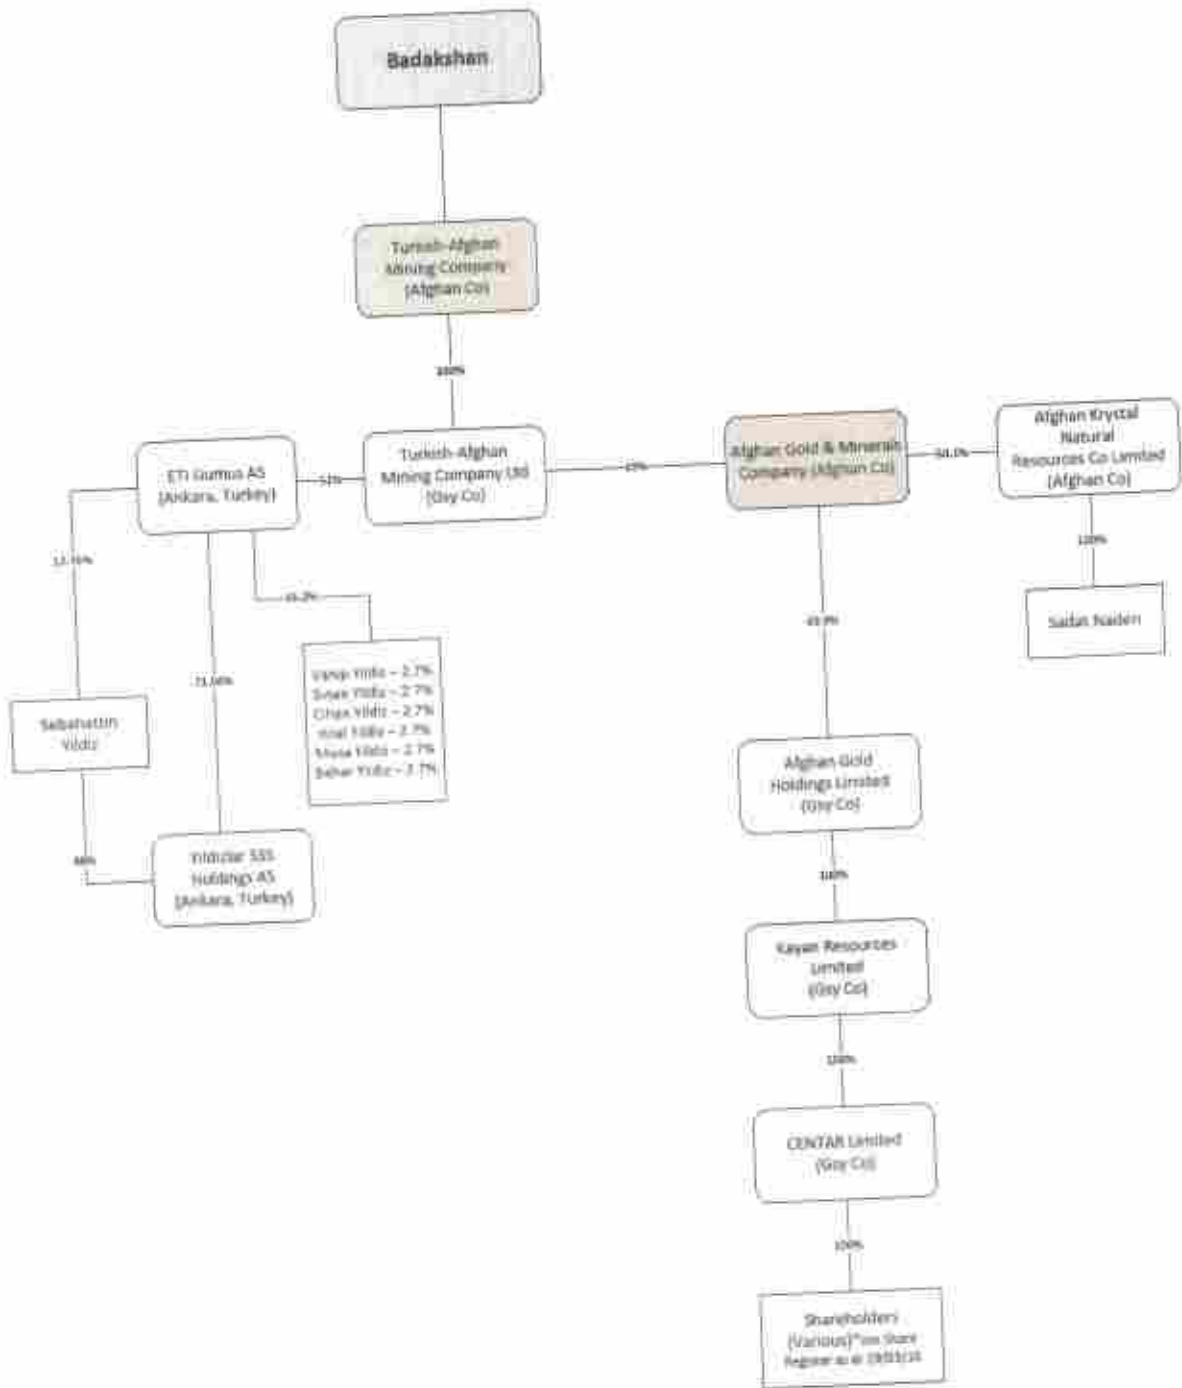 Badakshan
Turkish-Afghan
Mining Company
(Afghan Co)
100%
Turkish-Afghan
Mining Company Ltd
(Gsy Co)
ETI Gumus AS
(Ankara, Turkey)
51%
Afghan Gold & Minerals
Company (Afghan Co)
50.1%
Afghan Krystal
Natural
Resources Co Limited
(Afghan Co)
100%
Sadat Naderi
Sebahattin
Yildiz
Yildiz – 2.7%
Sinan Yildiz – 2.7%
Cihan Yildiz – 2.7%
Yildiz – 2.7%
Musa Yildiz – 2.7%
Bahar Yildiz – 2.7%
Yildizlar SSS
Holdings AS
(Ankara, Turkey)
Afghan Gold
Holdings Limited
(Gsy Co)
100%
Kayan Resources
Limited
(Gsy Co)
100%
CENTAR Limited
(Gsy Co)
100%
Shareholders
(Various)* Share
Register as at